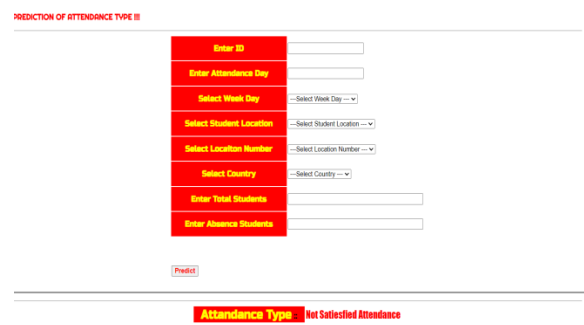 PREDICTION OF ATTENDANCE TYPE !!!
Enter ID
Enter Attendance Day
Select Week Day
---Select Week Day ---
Select Student Location
---Select Student Location ---
Select Locaiton Number
---Select Location Number ---
Select Country
---Select Country ---
Enter Total Students
Enter Absence Students
Predict
Attandance Type : Not Satiesfied Attendance